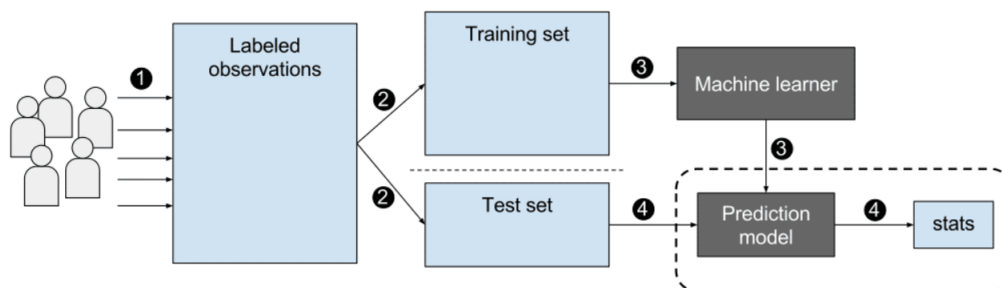 1
Labeled
observations
2
2
Training set
3
Machine learner
3
Test set
4
Prediction
model
4
stats